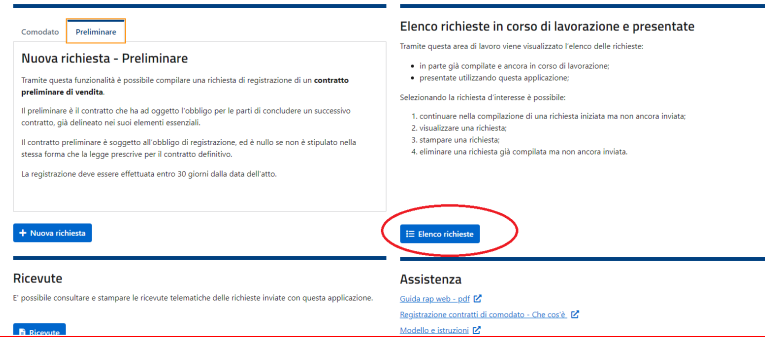 Comodato
Preliminare
Nuova richiesta - Preliminare
Tramite questa funzionalità è possibile compilare una richiesta di registrazione di un contratto
preliminare di vendita.
Il preliminare è il contratto che ha ad oggetto l'obbligo per le parti di concludere un successivo
contratto, già delineato nei suoi elementi essenziali.
Il contratto preliminare è soggetto all'obbligo di registrazione, ed è nullo se non è stipulato nella
stessa forma che la legge prescrive per il contratto definitivo.
La registrazione deve essere effettuata entro 30 giorni dalla data dell'atto.
+ Nuova richiesta
Elenco richieste in corso di lavorazione e presentate
Tramite questa area di lavoro viene visualizzato l'elenco delle richieste:
• in parte già compilate e ancora in corso di lavorazione;
• presentate utilizzando questa applicazione;
Selezionando la richiesta d'interesse è possibile:
1. continuare nella compilazione di una richiesta iniziata ma non ancora inviata;
2. visualizzare una richiesta;
3. stampare una richiesta;
4. eliminare una richiesta già compilata ma non ancora inviata.
Elenco richieste
Ricevute
E' possibile consultare e stampare le ricevute telematiche delle richieste inviate con questa applicazione.
Ricevute
Assistenza
Guida rap web - pdf
Registrazione contratti di comodato - Che cos'è
Modello e istruzioni